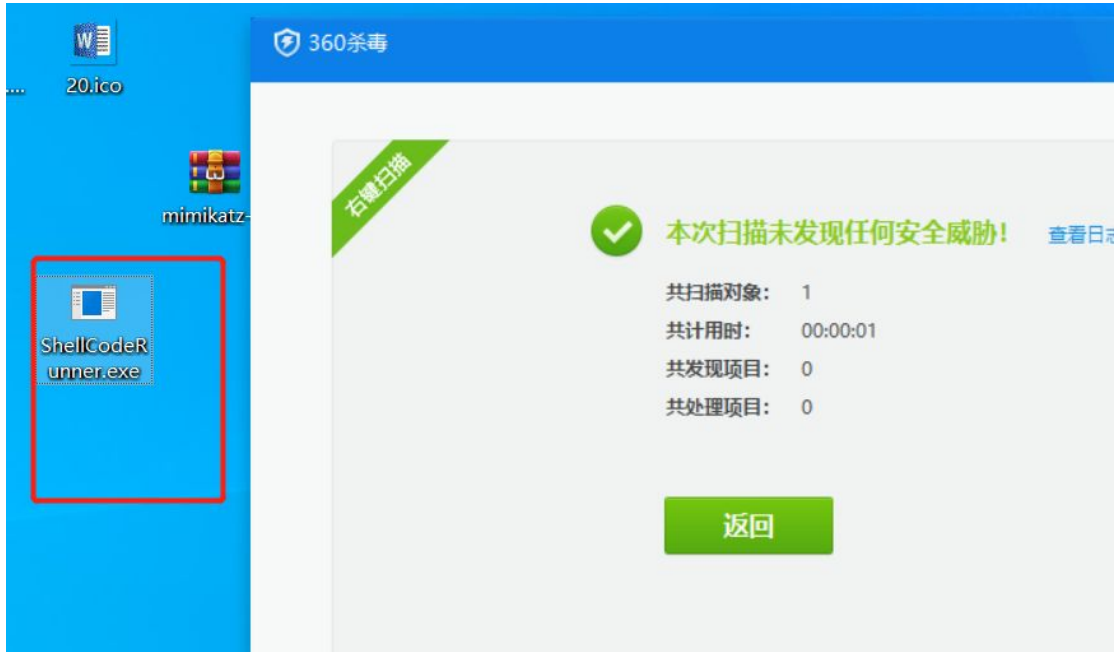 360杀毒
....
20.ico
右键扫描
mimikatz-
本次扫描未发现任何安全威胁！ 查看日志
共扫描对象： 1
共计用时： 00:00:01
共发现项目： 0
共处理项目： 0
ShellCodeR
unner.exe
返回